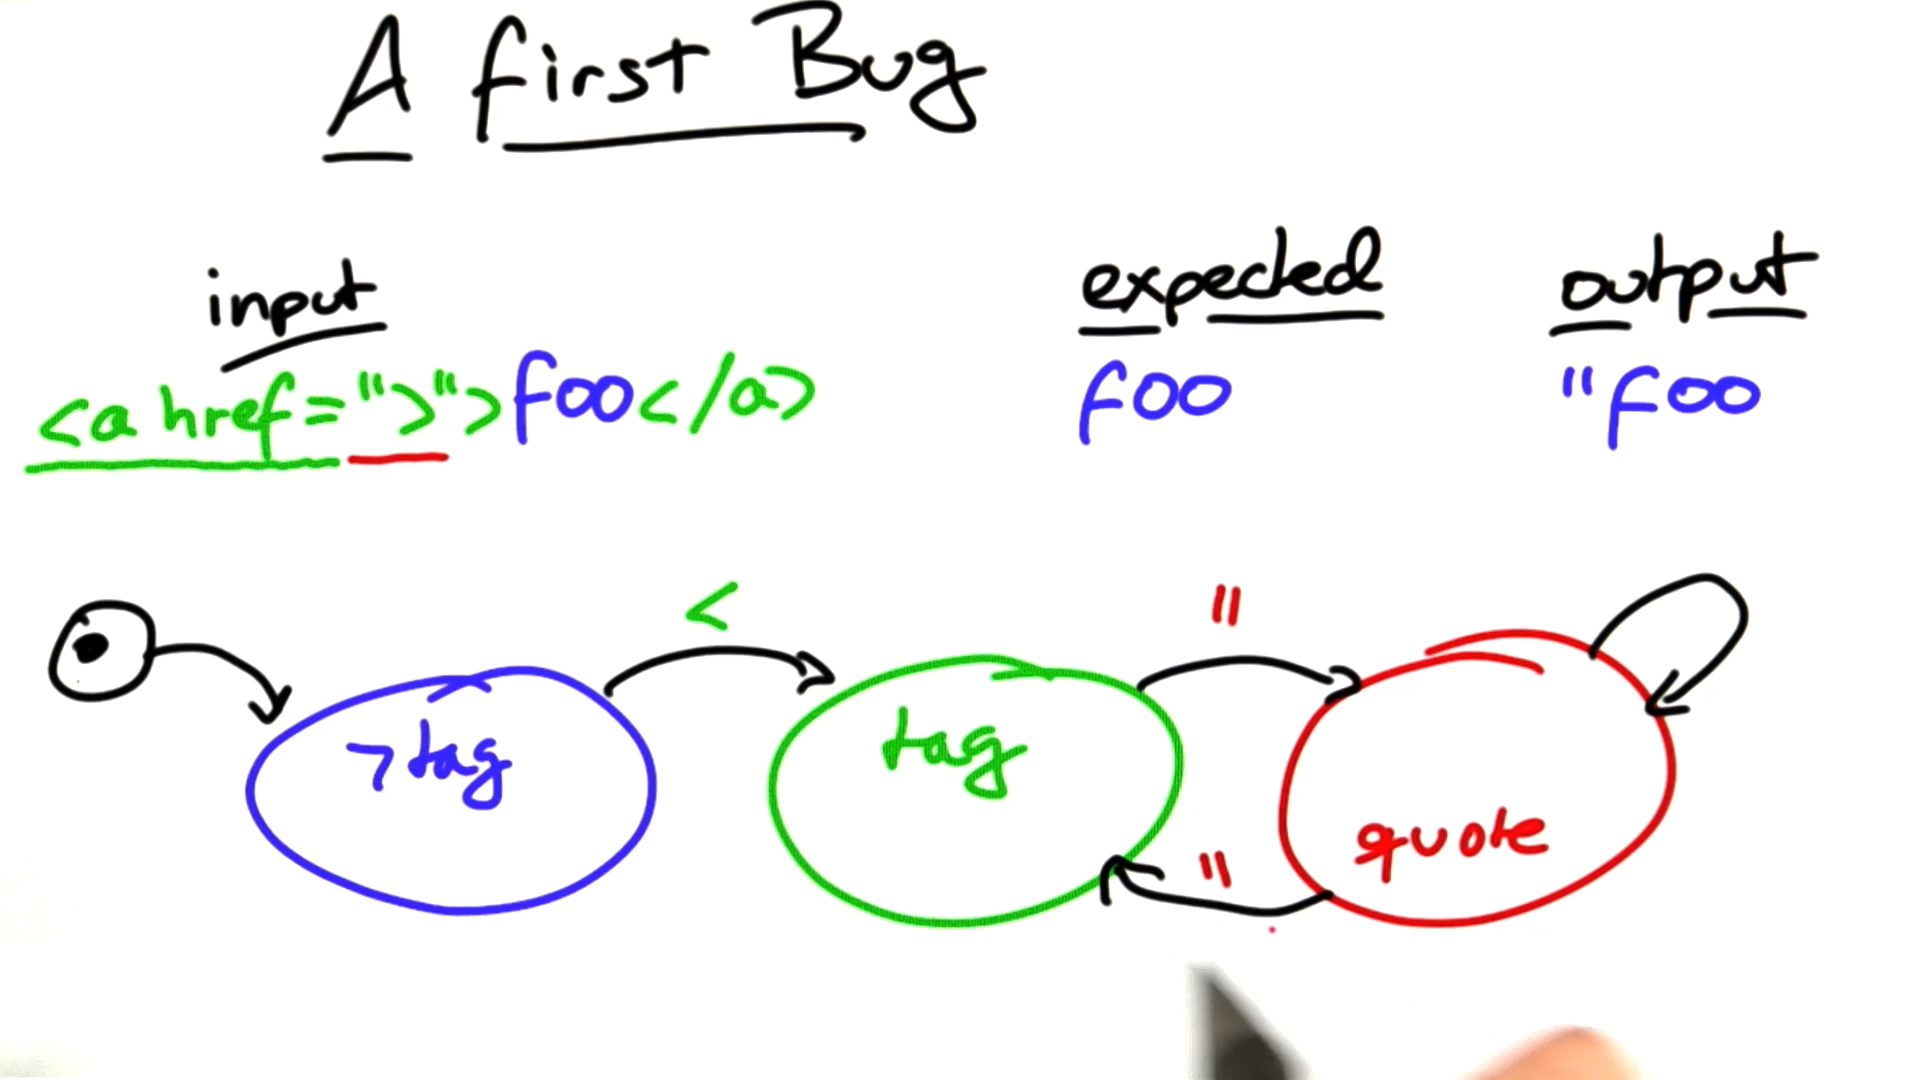 A first Bug
input expected output
<a href=">">foo</a> foo "foo
< "
¬tag tag quote
"